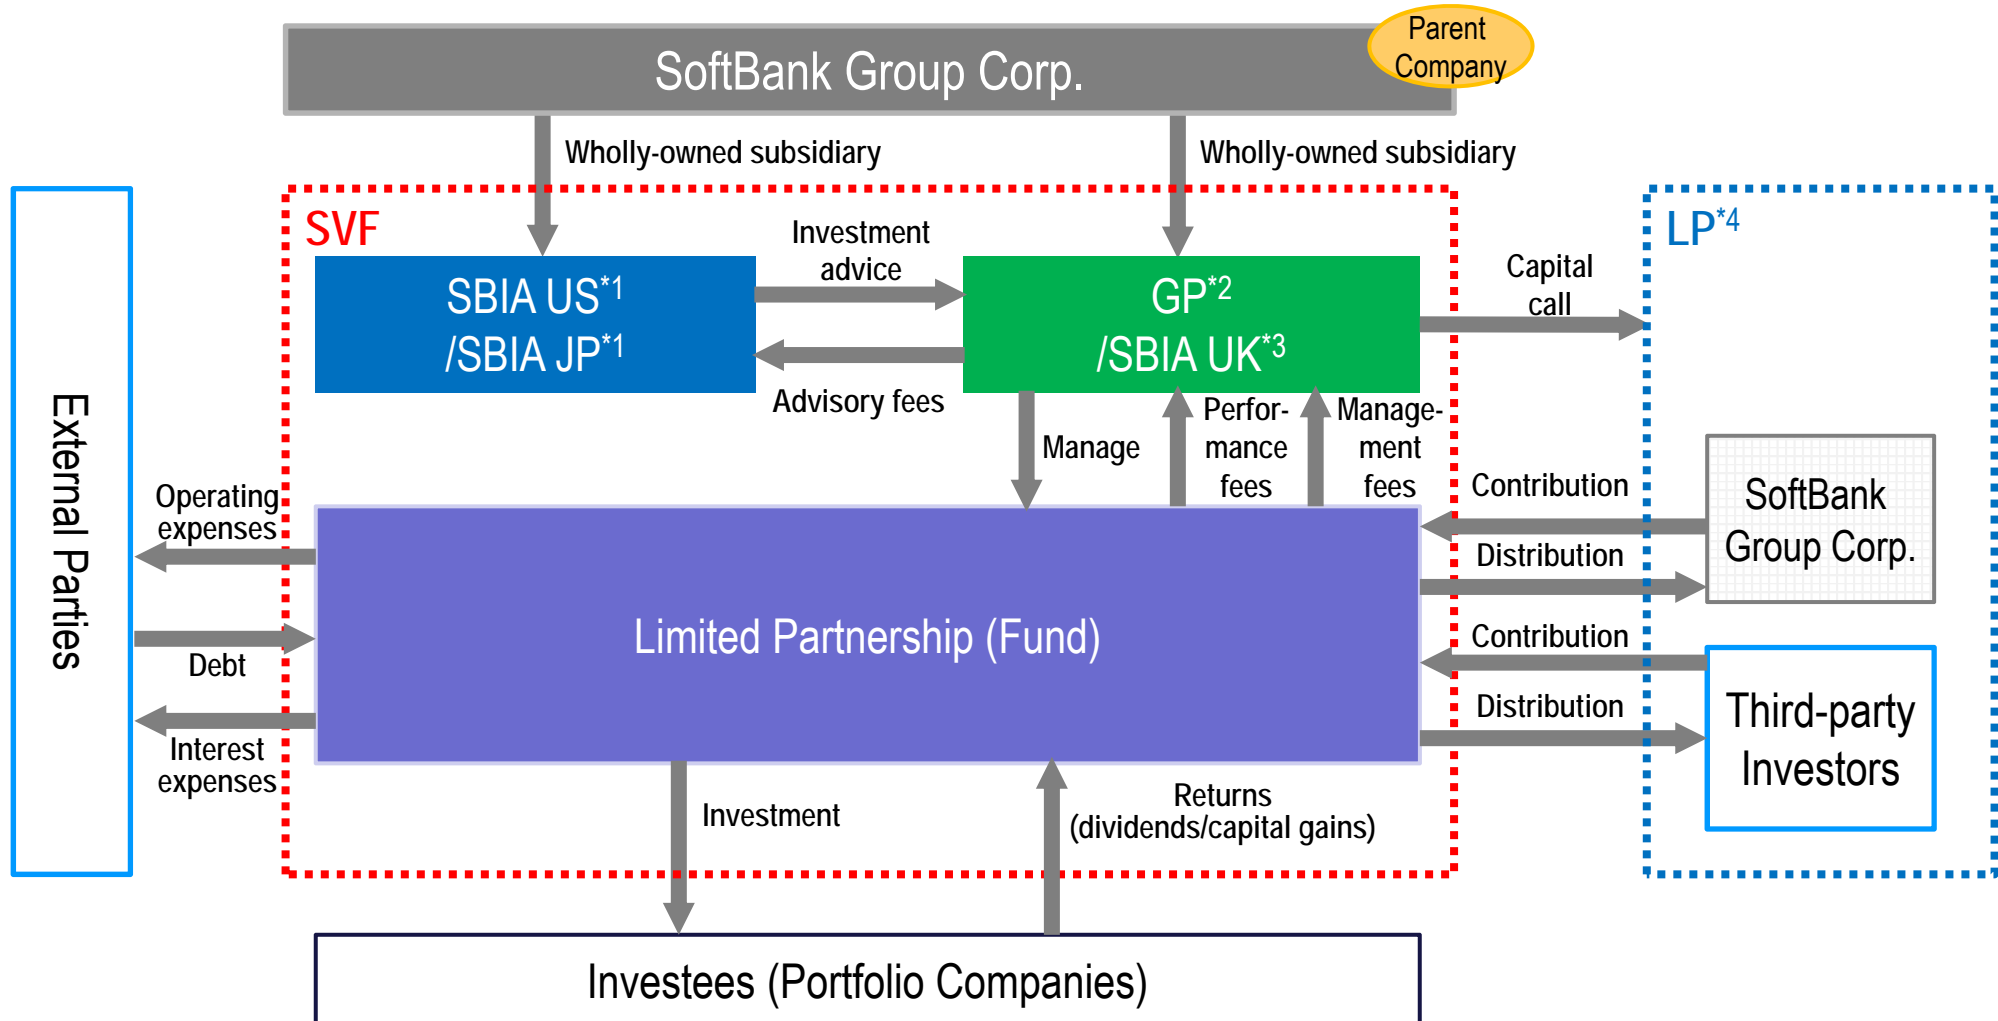 SoftBank Group Corp.
Parent
Company
Wholly-owned subsidiary
Wholly-owned subsidiary
SVF
LP*4
Investment
advice
SBIA US*1
/SBIA JP*1
GP*2
/SBIA UK*3
Capital
call
Advisory fees
Manage
Perfor-
mance
fees
Manage-
ment
fees
External Parties
Operating
expenses
Debt
Interest
expenses
Limited Partnership (Fund)
Contribution
Distribution
SoftBank
Group Corp.
Contribution
Distribution
Third-party
Investors
Investment
Returns
(dividends/capital gains)
Investees (Portfolio Companies)